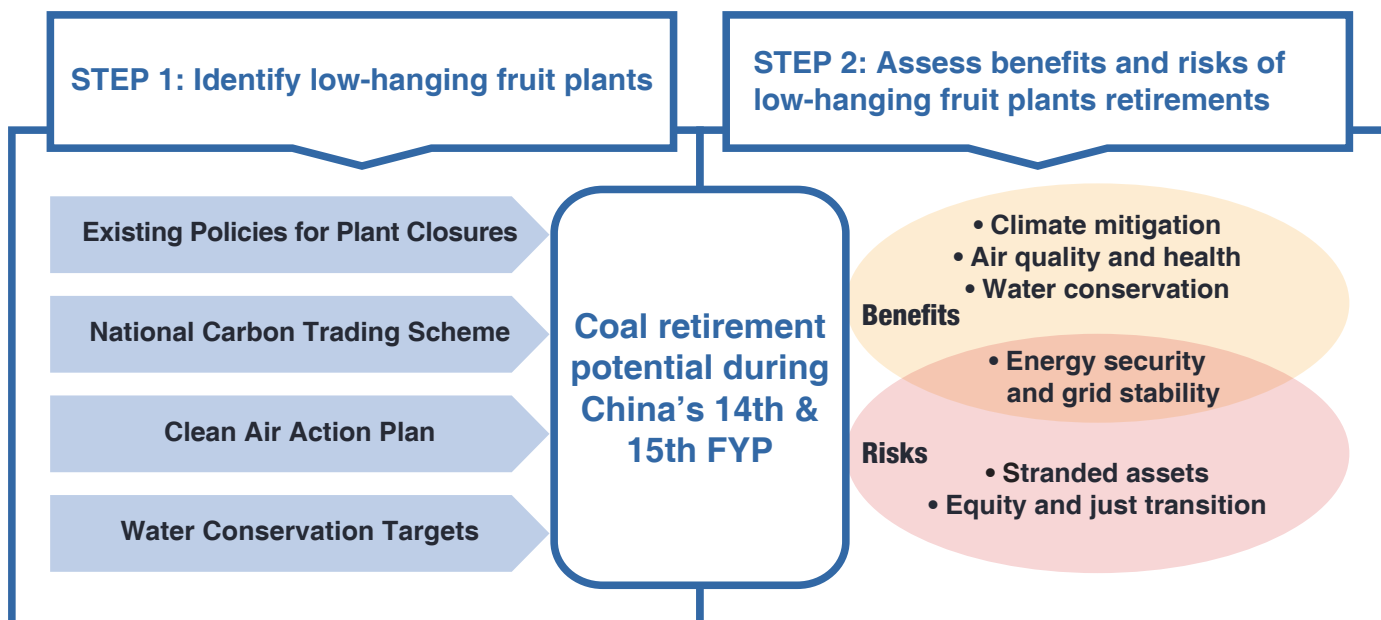 STEP 1: Identify low-hanging fruit plants
STEP 2: Assess benefits and risks of
low-hanging fruit plants retirements
Existing Policies for Plant Closures
National Carbon Trading Scheme
Clean Air Action Plan
Water Conservation Targets
Coal retirement
potential during
China’s 14th &
15th FYP
• Climate mitigation
• Air quality and health
• Water conservation
Benefits
• Energy security
and grid stability
Risks
• Stranded assets
• Equity and just transition